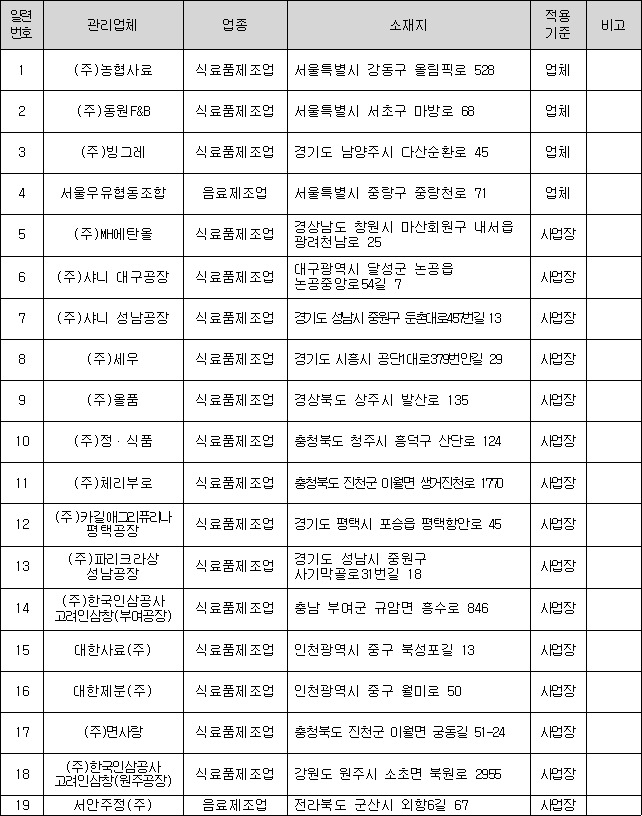 일련
번호
관리업체
업종
소재지
적용
기준
비고
1
(주)농협사료
식료품제조업
서울특별시 강동구 올림픽로 528
업체
2
(주)동원F&B
식료품제조업
서울특별시 서초구 마방로 68
업체
3
(주)빙그레
식료품제조업
경기도 남양주시 다산순환로 45
업체
4
서울우유협동조합
음료제조업
서울특별시 중랑구 중랑천로 71
업체
5
(주)MH에탄올
식료품제조업
경상남도 창원시 마산회원구 내서읍
광려천남로 25
사업장
6
(주)샤니 대구공장
식료품제조업
대구광역시 달성군 논공읍
논공중앙로54길 7
사업장
7
(주)샤니 성남공장
식료품제조업
경기도 성남시 중원구 둔촌대로457번길 13
사업장
8
(주)세우
식료품제조업
경기도 시흥시 공단1대로379번안길 29
사업장
9
(주)올품
식료품제조업
경상북도 상주시 발산로 135
사업장
10
(주)정·식품
식료품제조업
충청북도 청주시 흥덕구 산단로 124
사업장
11
(주)체리부로
식료품제조업
충청북도 진천군 이월면 생거진천로 1770
사업장
12
(주)카길애그리퓨리나
평택공장
식료품제조업
경기도 평택시 포승읍 평택항만로 45
사업장
13
(주)파리크라상
성남공장
식료품제조업
경기도 성남시 중원구
사기막골로31번길 18
사업장
14
(주)한국인삼공사
고려인삼창(부여공장)
식료품제조업
충남 부여군 규암면 흥수로 846
사업장
15
대한사료(주)
식료품제조업
인천광역시 중구 북성포길 13
사업장
16
대한제분(주)
식료품제조업
인천광역시 중구 월미로 50
사업장
17
(주)면사랑
식료품제조업
충청북도 진천군 이월면 궁동길 51-24
사업장
18
(주)한국인삼공사
고려인삼창(원주공장)
식료품제조업
강원도 원주시 소초면 북원로 2955
사업장
19
서안주정(주)
음료제조업
전라북도 군산시 외항6길 67
사업장